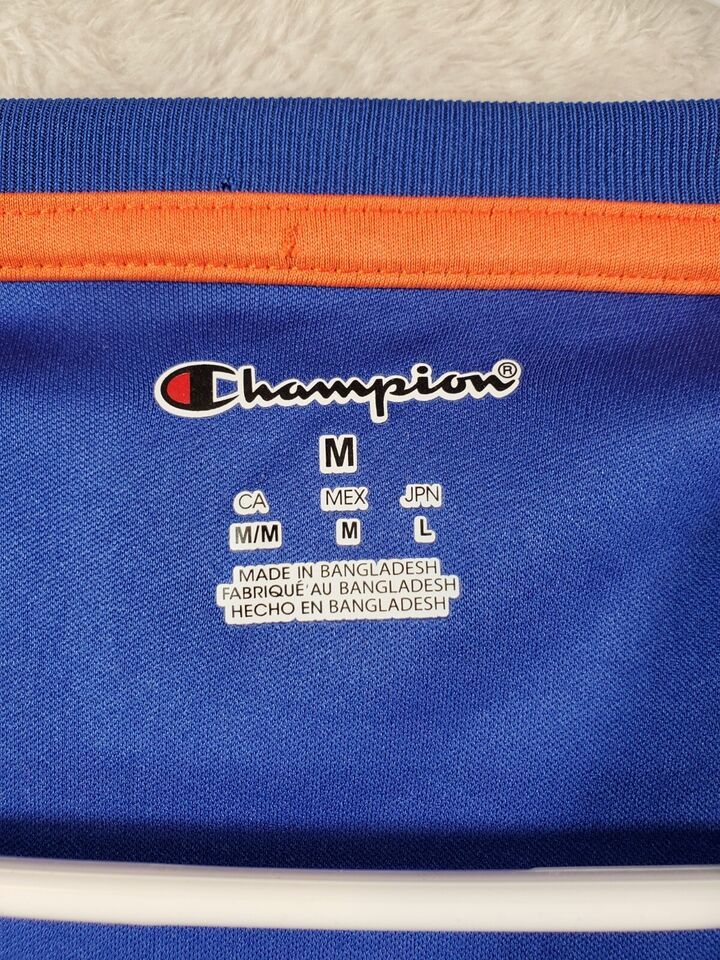 Champion®
M
CA MEX JPN
M/M M L
MADE IN BANGLADESH
FABRIQUÉ AU BANGLADESH
HECHO EN BANGLADESH